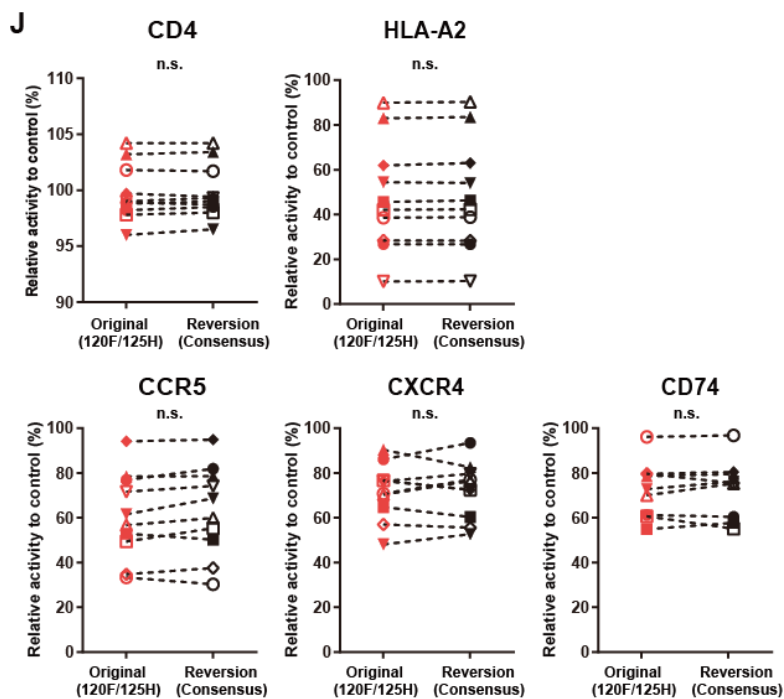 J
CD4
n.s.
Relative activity to control (%)
110
105
100
95
90
Original
(120F/125H)
Reversion
(Consensus)
HLA-A2
n.s.
Relative activity to control (%)
100
80
60
40
20
0
Original
(120F/125H)
Reversion
(Consensus)
CCR5
n.s.
Relative activity to control (%)
100
80
60
40
20
0
Original
(120F/125H)
Reversion
(Consensus)
CXCR4
n.s.
Relative activity to control (%)
100
80
60
40
20
0
Original
(120F/125H)
Reversion
(Consensus)
CD74
n.s.
Relative activity to control (%)
100
80
60
40
20
0
Original
(120F/125H)
Reversion
(Consensus)